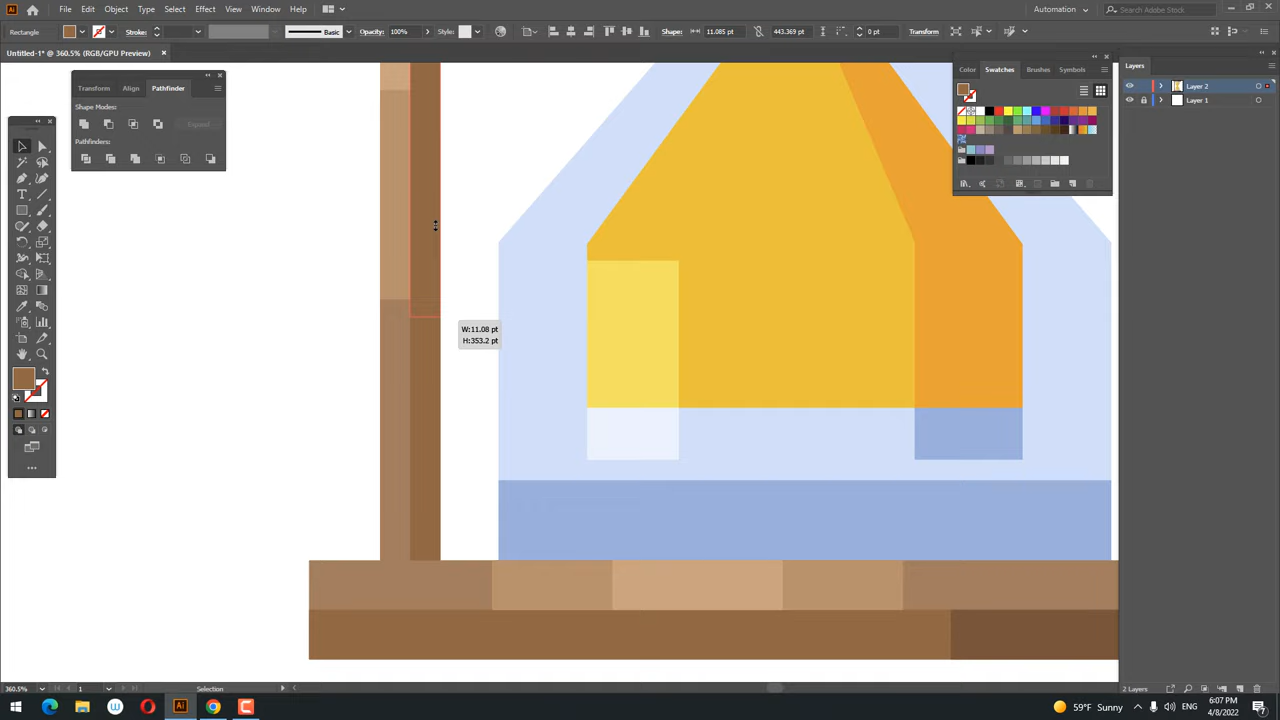 File Edit Object Type Select Effect View Window Help
Automation
Search Adobe Stock
Rectangle
Stroke:
Basic
Opacity: 100%
Style:
Shape: 11.085 pt
443.369 pt
0 pt
Transform
Untitled-1* @ 360.5% (RGB/GPU Preview)
Transform Align Pathfinder
Shape Modes:
Expand
Pathfinders:
Color Swatches Brushes Symbols
Layers
Layer 2
Layer 1
W:11.08 pt
H:353.2 pt
360.5% 1 Selection
2 Layers
59°F Sunny
ENG
6:07 PM
4/8/2022